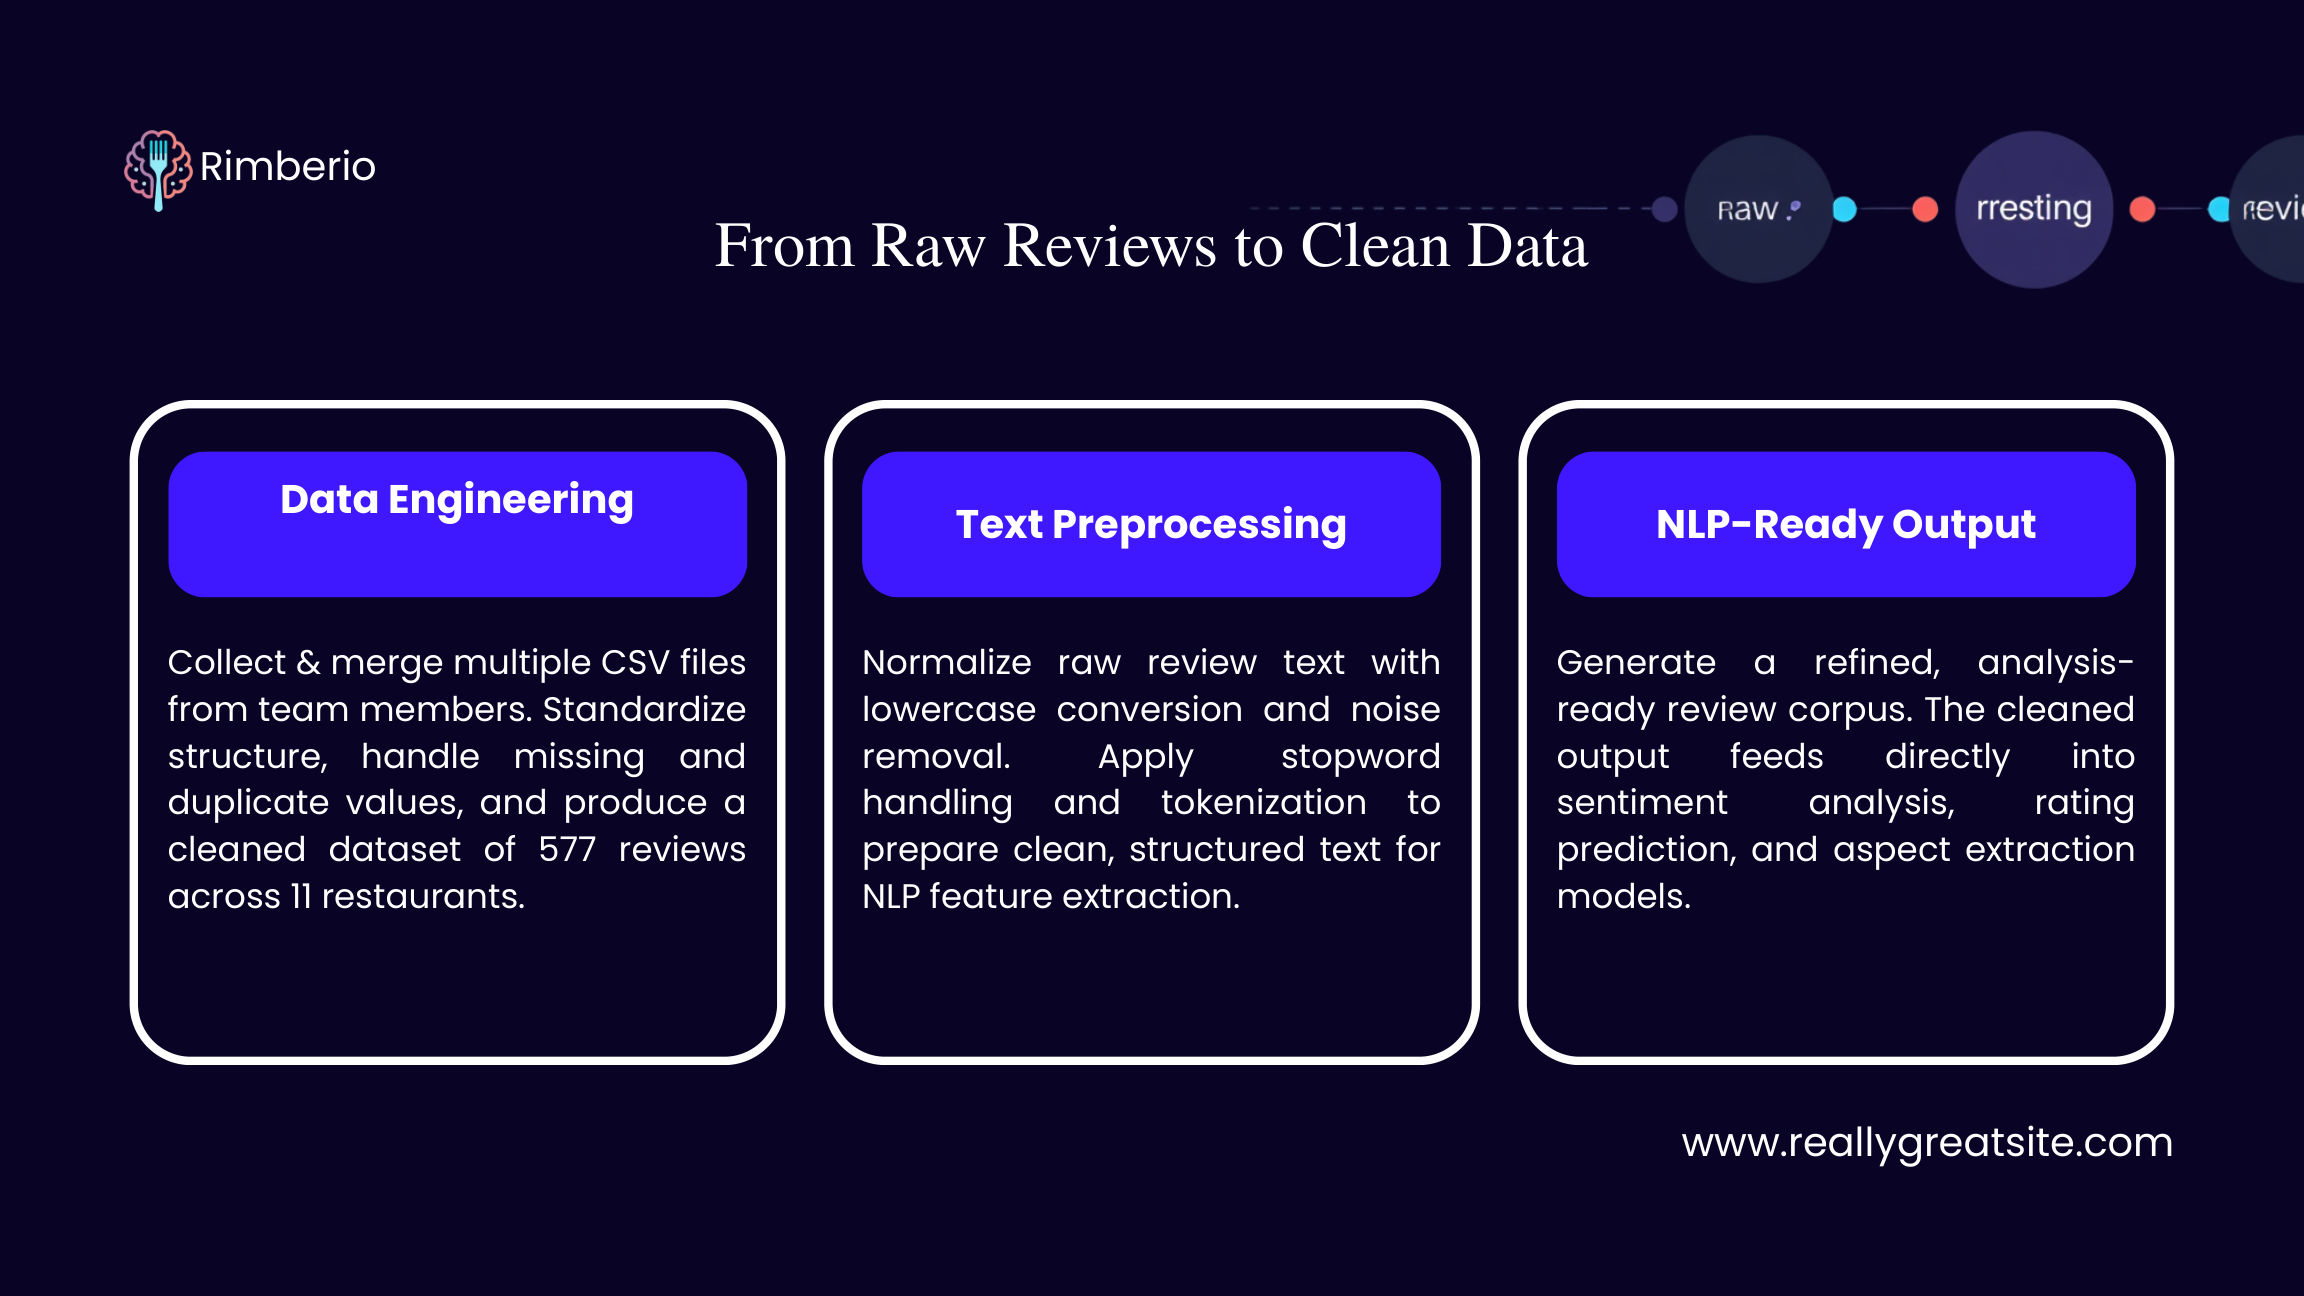 Rimberio
Raw
rresting
revi
From Raw Reviews to Clean Data
Data Engineering
Collect & merge multiple CSV files
from team members. Standardize
structure, handle missing and
duplicate values, and produce a
cleaned dataset of 577 reviews
across 11 restaurants.
Text Preprocessing
Normalize raw review text with
lowercase conversion and noise
removal. Apply stopword
handling and tokenization to
prepare clean, structured text for
NLP feature extraction.
NLP-Ready Output
Generate a refined, analysis-
ready review corpus. The cleaned
output feeds directly into
sentiment analysis, rating
prediction, and aspect extraction
models.
www.reallygreatsite.com